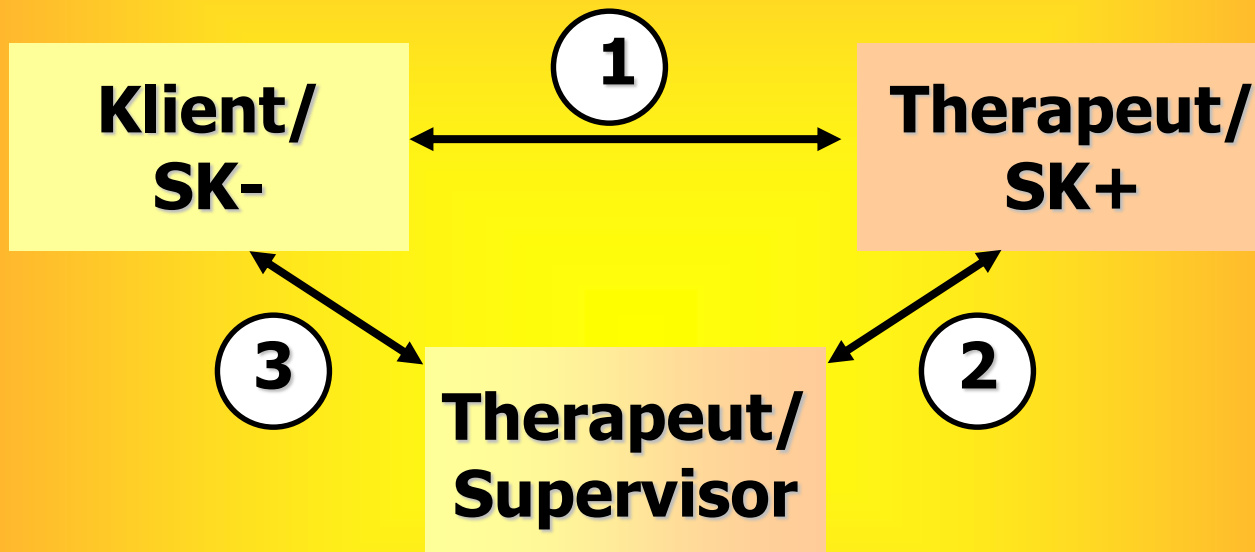 1
Klient/
SK-
Therapeut/
SK+
3
2
Therapeut/
Supervisor